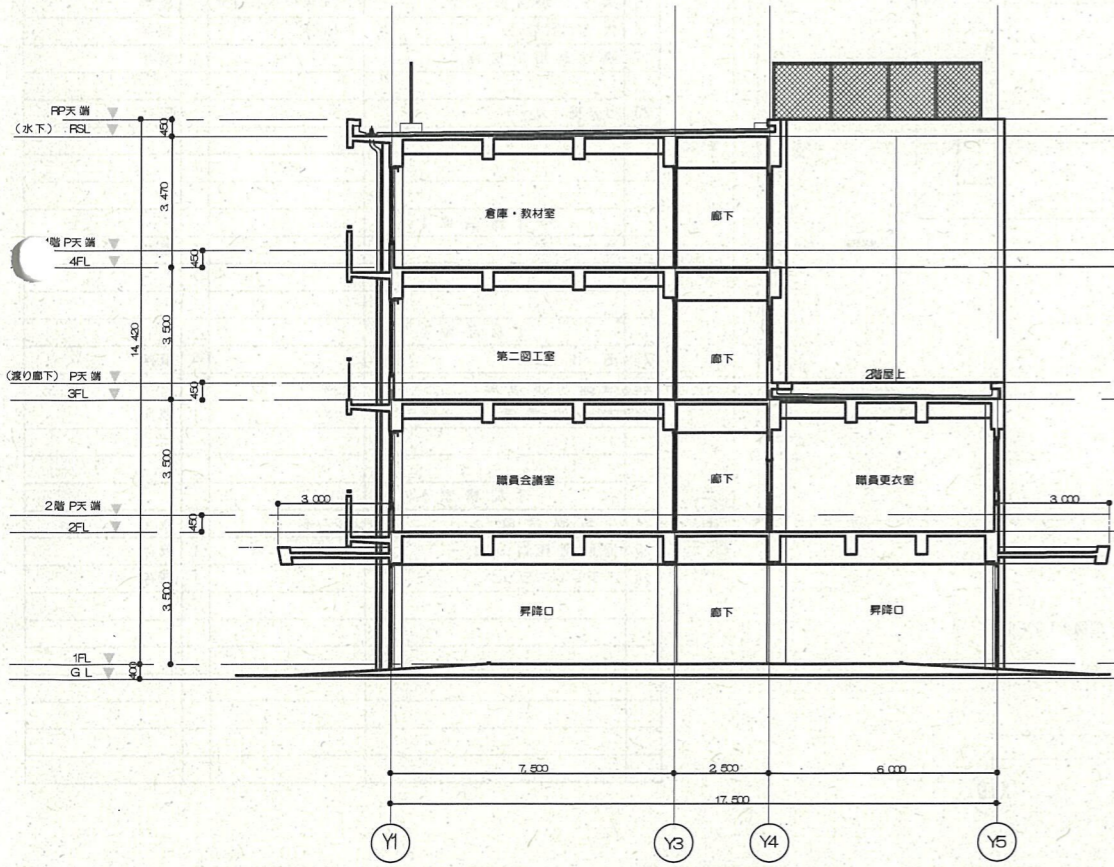 RP天端
(水下) RSL
450
3,470
倉庫・教材室
廊下
階 P天端
4FL
450
14,420
3,500
第二図工室
廊下
2階屋上
(渡り廊下) P天端
3FL
450
3,500
職員会議室
廊下
職員更衣室
3,000
3,000
2階 P天端
2FL
450
3,500
昇降口
廊下
昇降口
1FL
GL
400
7,500
2,500
6,000
17,500
Y1
Y3
Y4
Y5